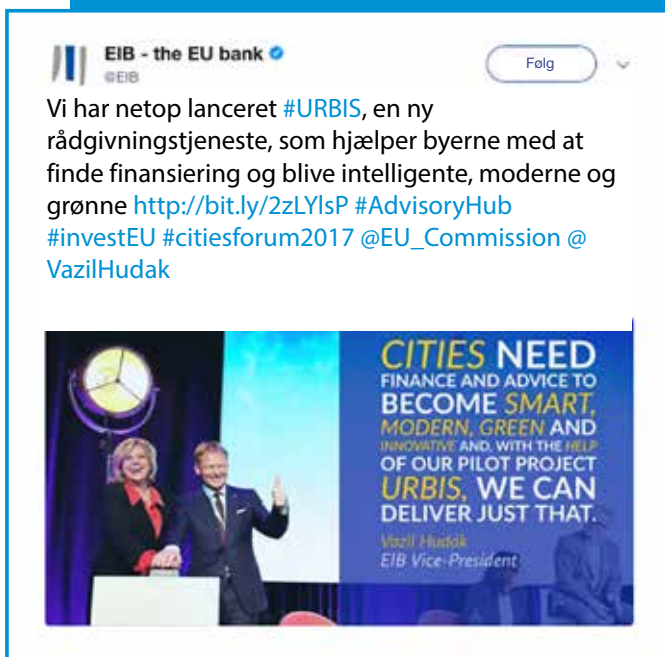 EIB - the EU bank
@EIB
Følg
Vi har netop lanceret #URBIS, en ny
rådgivningstjeneste, som hjælper byerne med at
finde finansiering og blive intelligente, moderne og
grønne http://bit.ly/2zLYlsP #AdvisoryHub
#investEU #citiesforum2017 @EU_Commission @
VazilHudak
CITIES NEED
FINANCE AND ADVICE TO
BECOME SMART,
MODERN, GREEN AND
INNOVATIVE AND, WITH THE HELP
OF OUR PILOT PROJECT
URBIS, WE CAN
DELIVER JUST THAT.
Vazil Hudak
EIB Vice-President